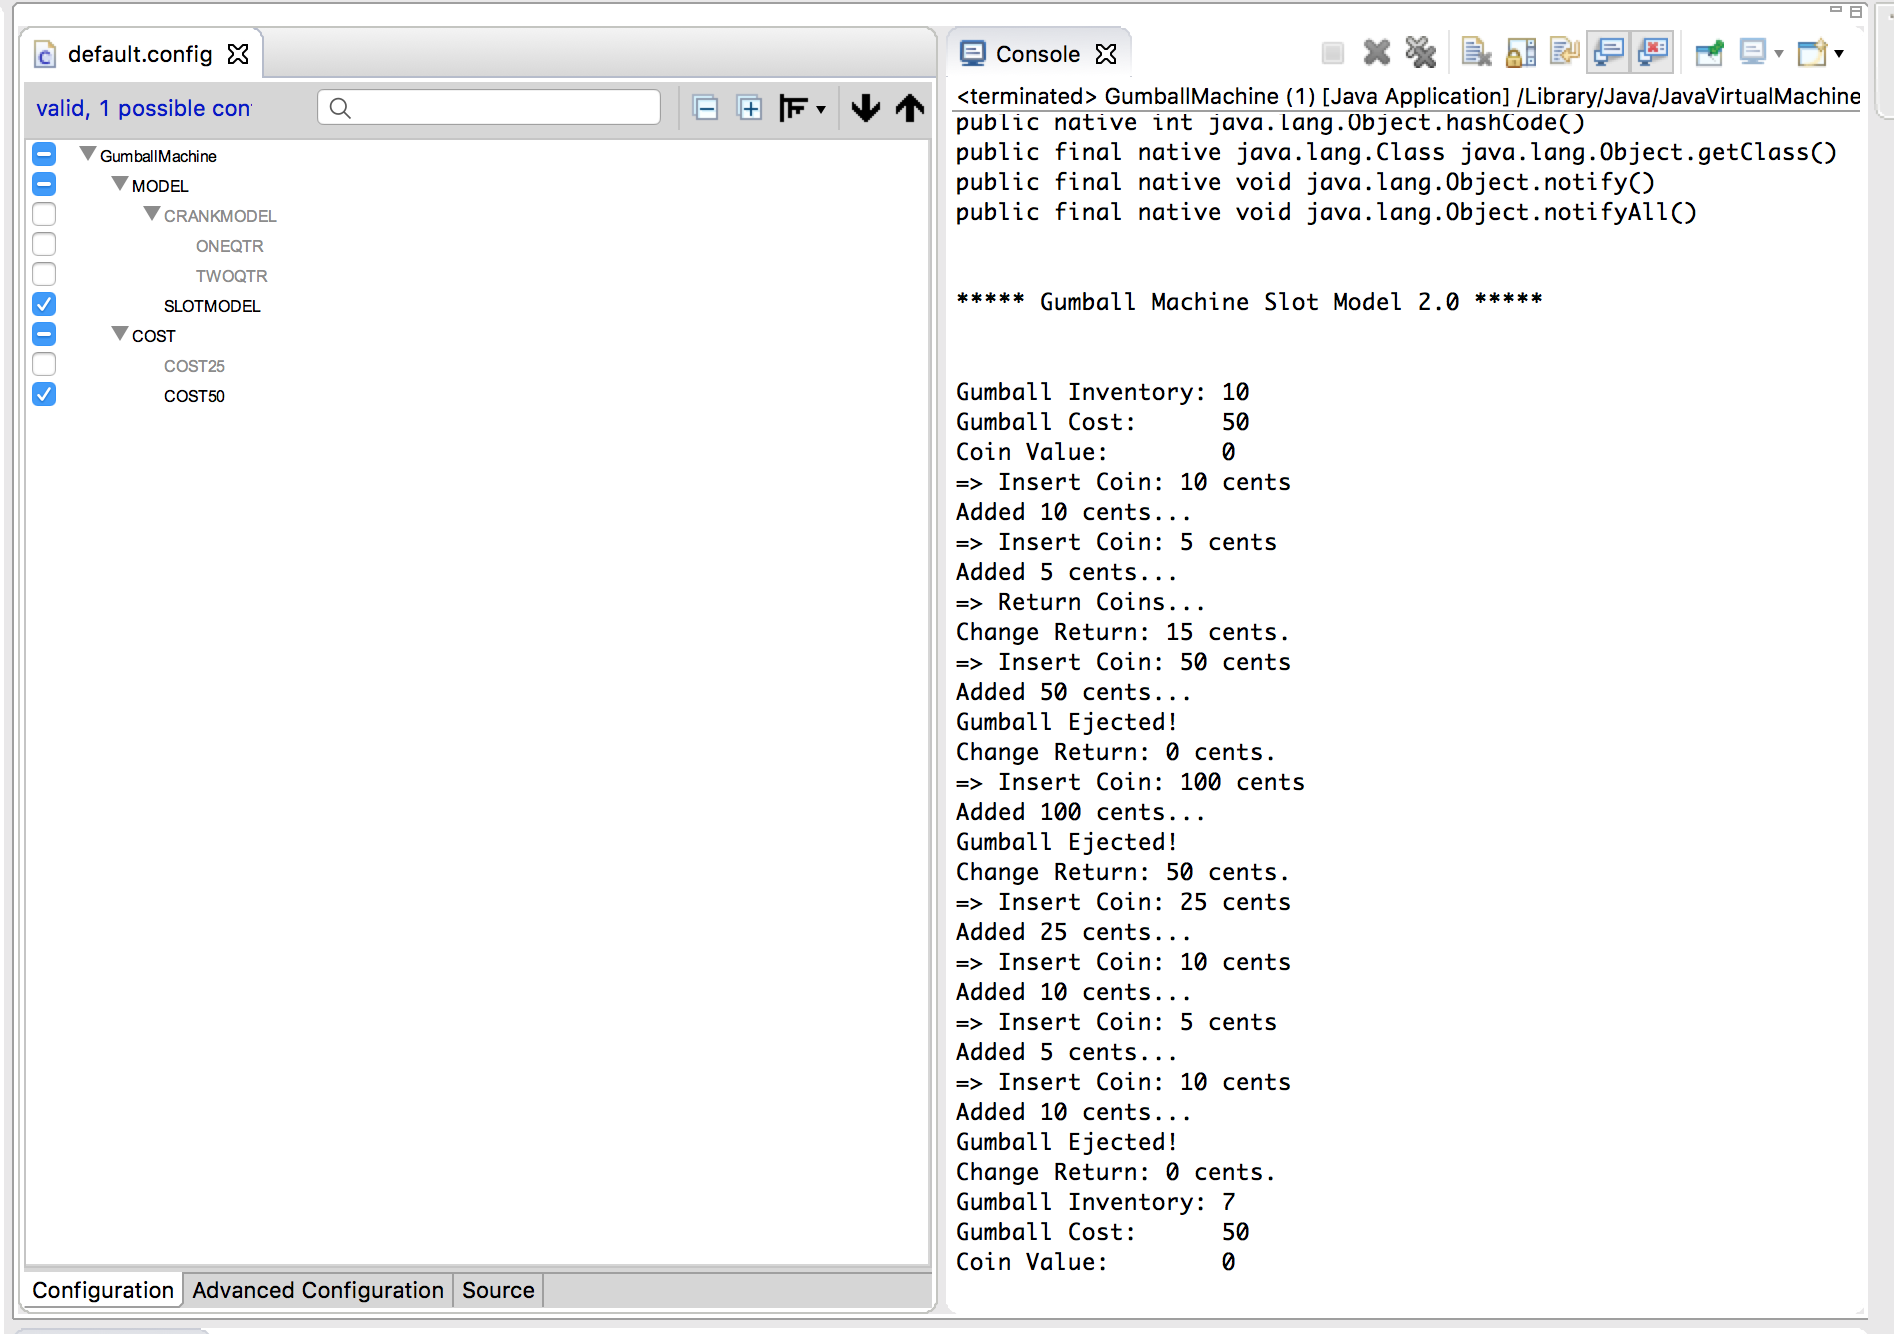 default.config
valid, 1 possible con
GumballMachine
MODEL
CRANKMODEL
ONEQTR
TWOQTR
SLOTMODEL
COST
COST25
COST50
Configuration
Advanced Configuration
Source
Console
<terminated> GumballMachine (1) [Java Application] /Library/Java/JavaVirtualMachine
public native int java.lang.Object.hashCode()
public final native java.lang.Class java.lang.Object.getClass()
public final native void java.lang.Object.notify()
public final native void java.lang.Object.notifyAll()
***** Gumball Machine Slot Model 2.0 *****
Gumball Inventory: 10
Gumball Cost: 50
Coin Value: 0
=> Insert Coin: 10 cents
Added 10 cents...
=> Insert Coin: 5 cents
Added 5 cents...
=> Return Coins...
Change Return: 15 cents.
=> Insert Coin: 50 cents
Added 50 cents...
Gumball Ejected!
Change Return: 0 cents.
=> Insert Coin: 100 cents
Added 100 cents...
Gumball Ejected!
Change Return: 50 cents.
=> Insert Coin: 25 cents
Added 25 cents...
=> Insert Coin: 10 cents
Added 10 cents...
=> Insert Coin: 5 cents
Added 5 cents...
=> Insert Coin: 10 cents
Added 10 cents...
Gumball Ejected!
Change Return: 0 cents.
Gumball Inventory: 7
Gumball Cost: 50
Coin Value: 0